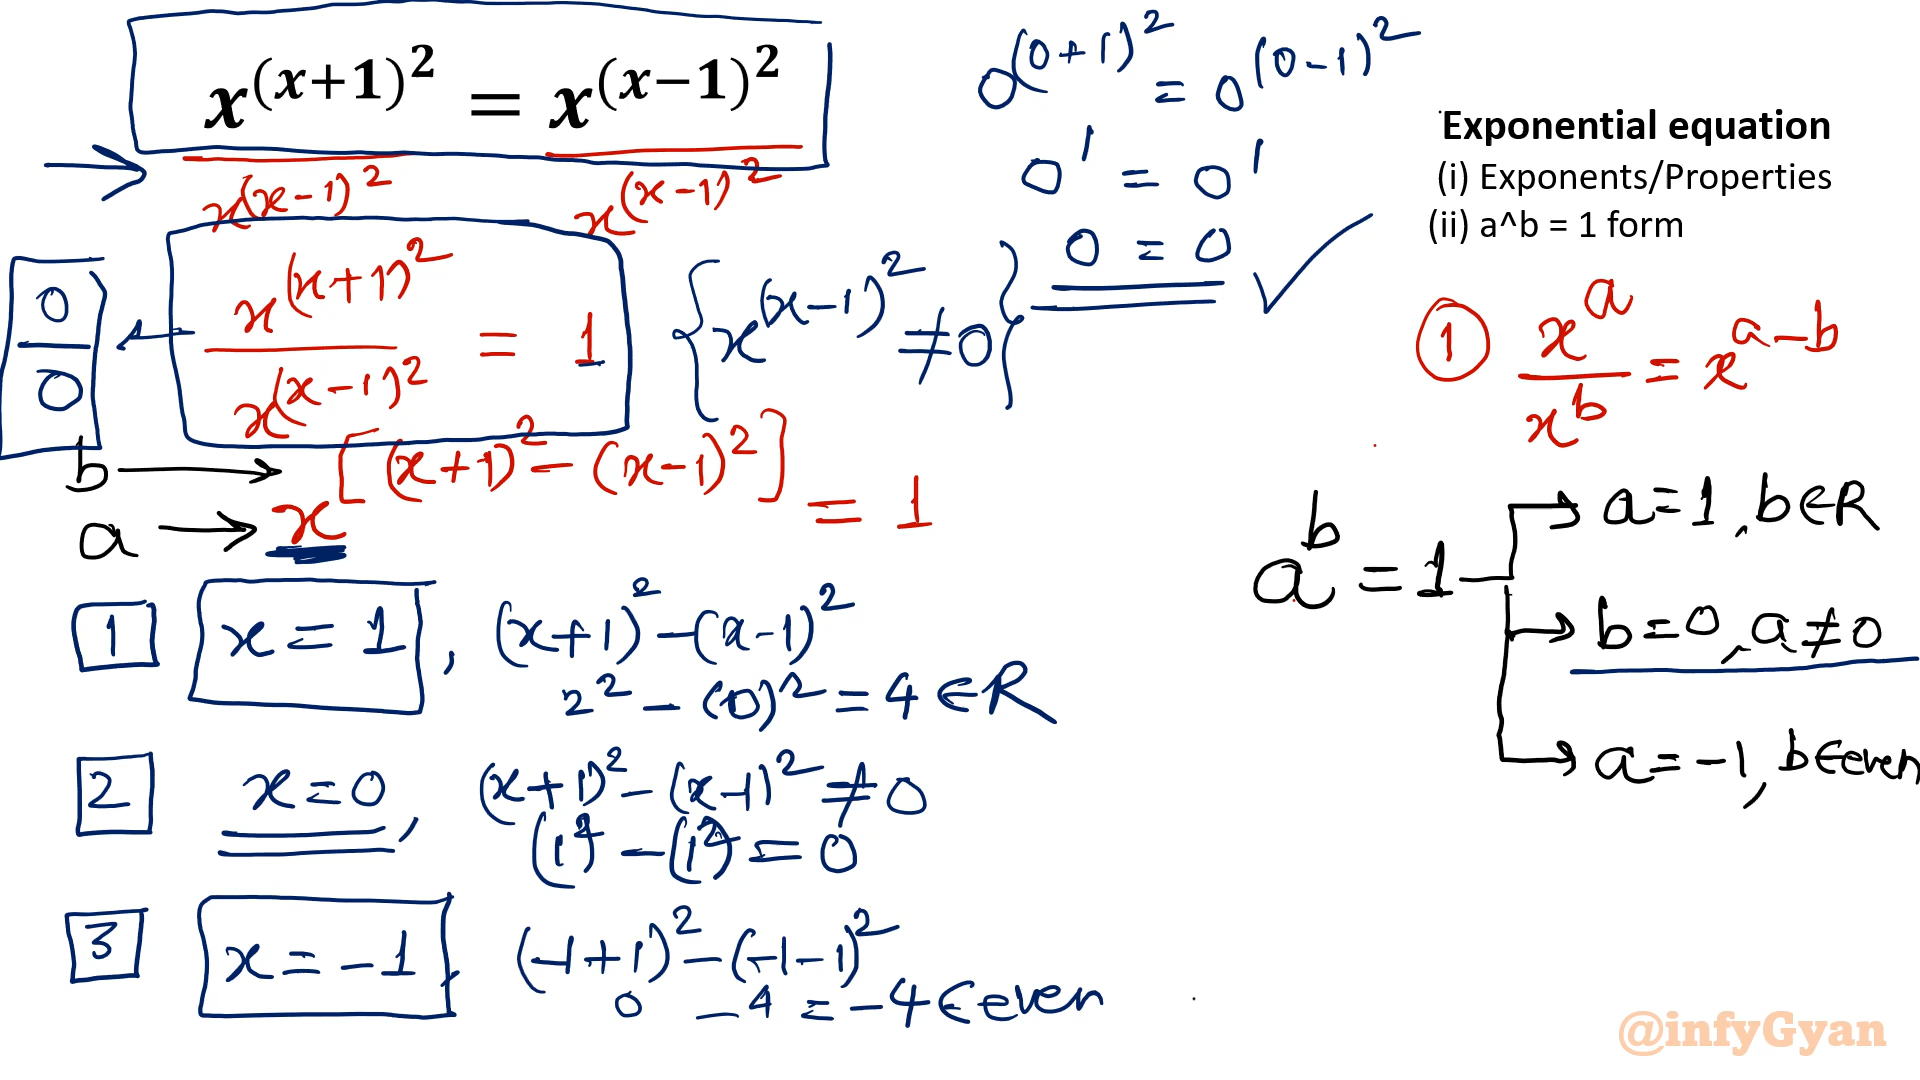 x^(x+1)^2 = x^(x−1)^2
x^(x−1)^2 x^(x−1)^2
x^(x+1)^2 / x^(x−1)^2 = 1 {x^(x−1)^2 ≠ 0}
0/0
b → 
a → x^[(x+1)^2 − (x−1)^2] = 1
1 x = 1, (x+1)^2 − (x−1)^2
2^2 − (0)^2 = 4 ∈ R
2 x = 0, (x+1)^2 − (x−1)^2 ≠ 0
(1)^2 − (1)^2 = 0
3 x = −1, (−1+1)^2 − (−1−1)^2
0 − 4 = −4 ∈ even
0^(0+1)^2 = 0^(0−1)^2
0^1 = 0^1
0 = 0 ✓
Exponential equation
(i) Exponents/Properties
(ii) a^b = 1 form
1 x^a / x^b = x^a−b
a^b = 1
a = 1, b ∈ R
b = 0, a ≠ 0
a = −1, b ∈ even
@infyGyan